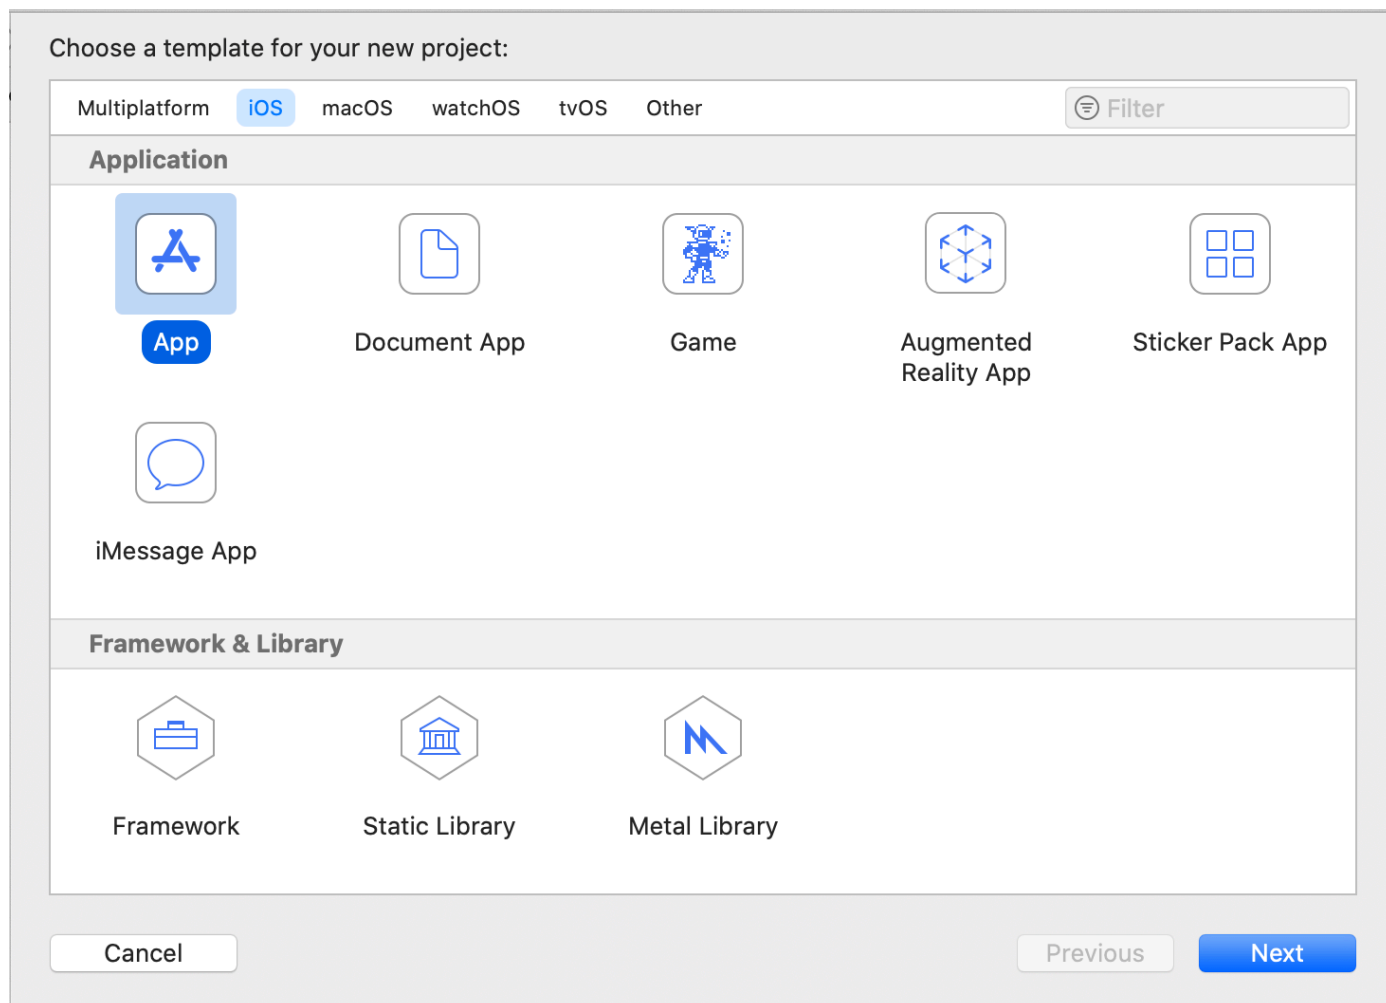 Choose a template for your new project:
Multiplatform iOS macOS watchOS tvOS Other Filter
Application
App Document App Game Augmented Reality App Sticker Pack App
iMessage App
Framework & Library
Framework Static Library Metal Library
Cancel Previous Next